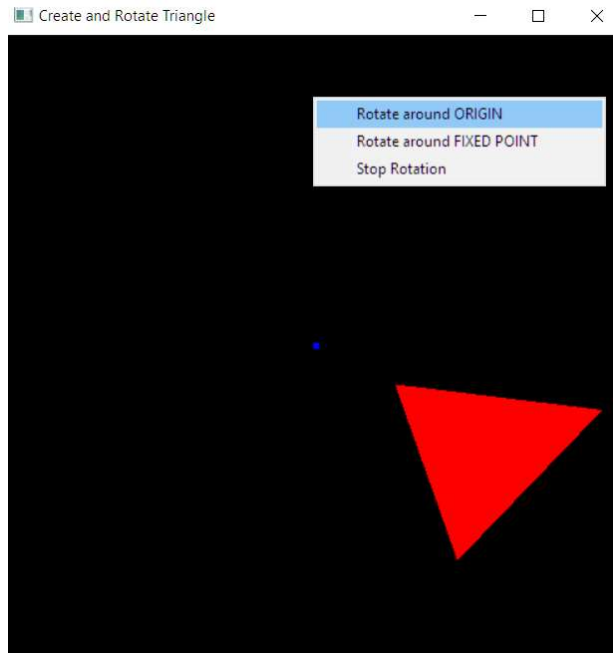 Create and Rotate Triangle
Rotate around ORIGIN
Rotate around FIXED POINT
Stop Rotation